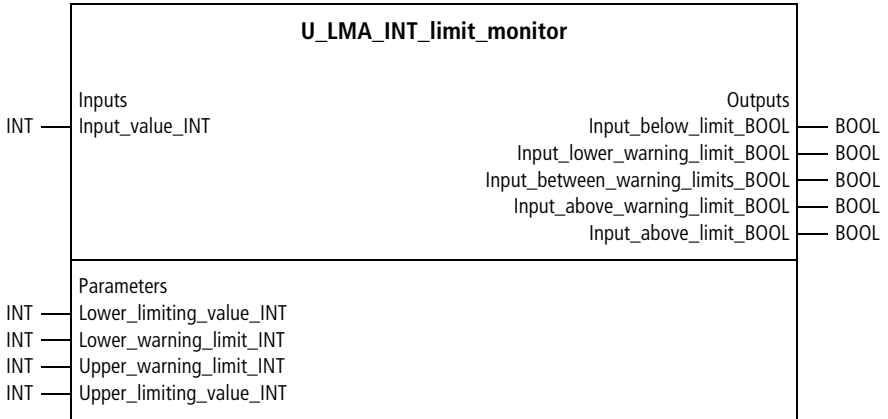 U_LMA_INT_limit_monitor
Inputs Outputs
INT Input_value_INT Input_below_limit_BOOL BOOL
Input_lower_warning_limit_BOOL BOOL
Input_between_warning_limits_BOOL BOOL
Input_above_warning_limit_BOOL BOOL
Input_above_limit_BOOL BOOL
Parameters
INT Lower_limiting_value_INT
INT Lower_warning_limit_INT
INT Upper_warning_limit_INT
INT Upper_limiting_value_INT